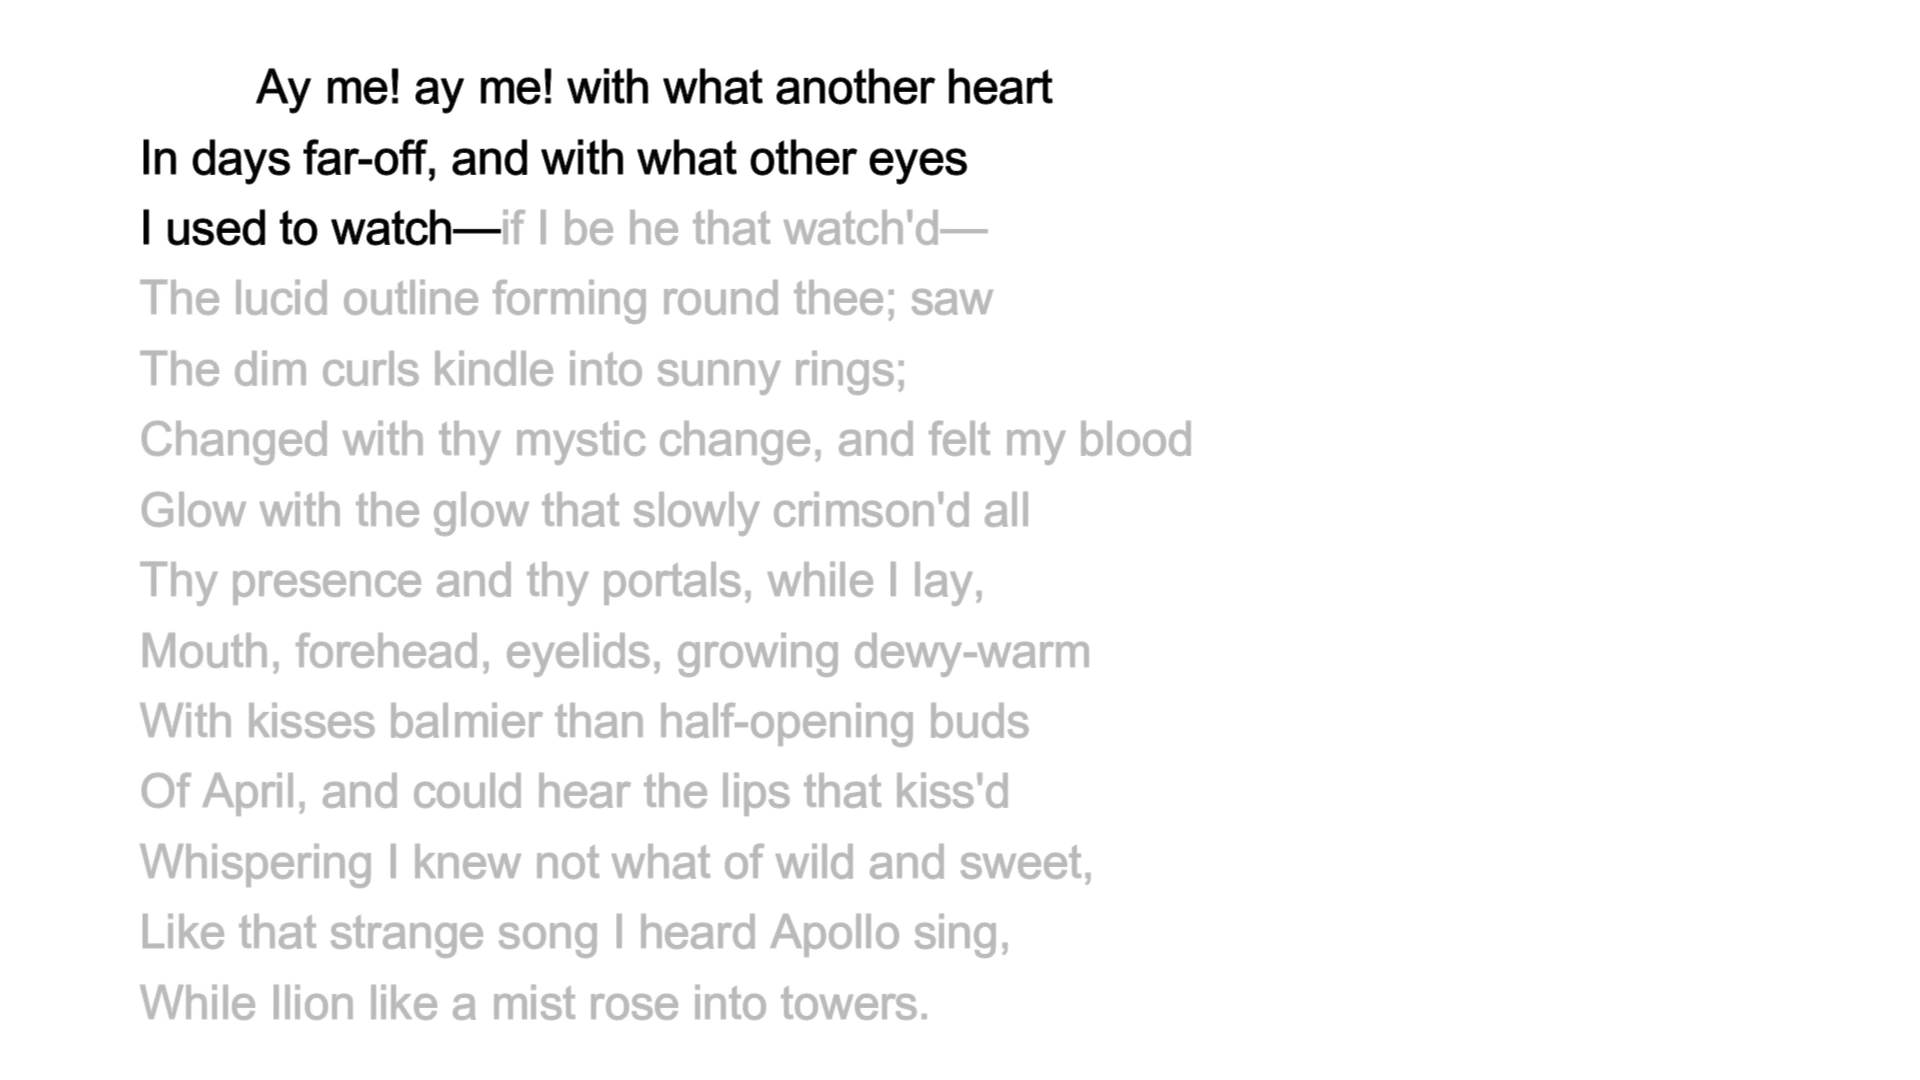 Ay me! ay me! with what another heart
In days far-off, and with what other eyes
I used to watch—if I be he that watch'd—
The lucid outline forming round thee; saw
The dim curls kindle into sunny rings;
Changed with thy mystic change, and felt my blood
Glow with the glow that slowly crimson'd all
Thy presence and thy portals, while I lay,
Mouth, forehead, eyelids, growing dewy-warm
With kisses balmier than half-opening buds
Of April, and could hear the lips that kiss'd
Whispering I knew not what of wild and sweet,
Like that strange song I heard Apollo sing,
While Ilion like a mist rose into towers.